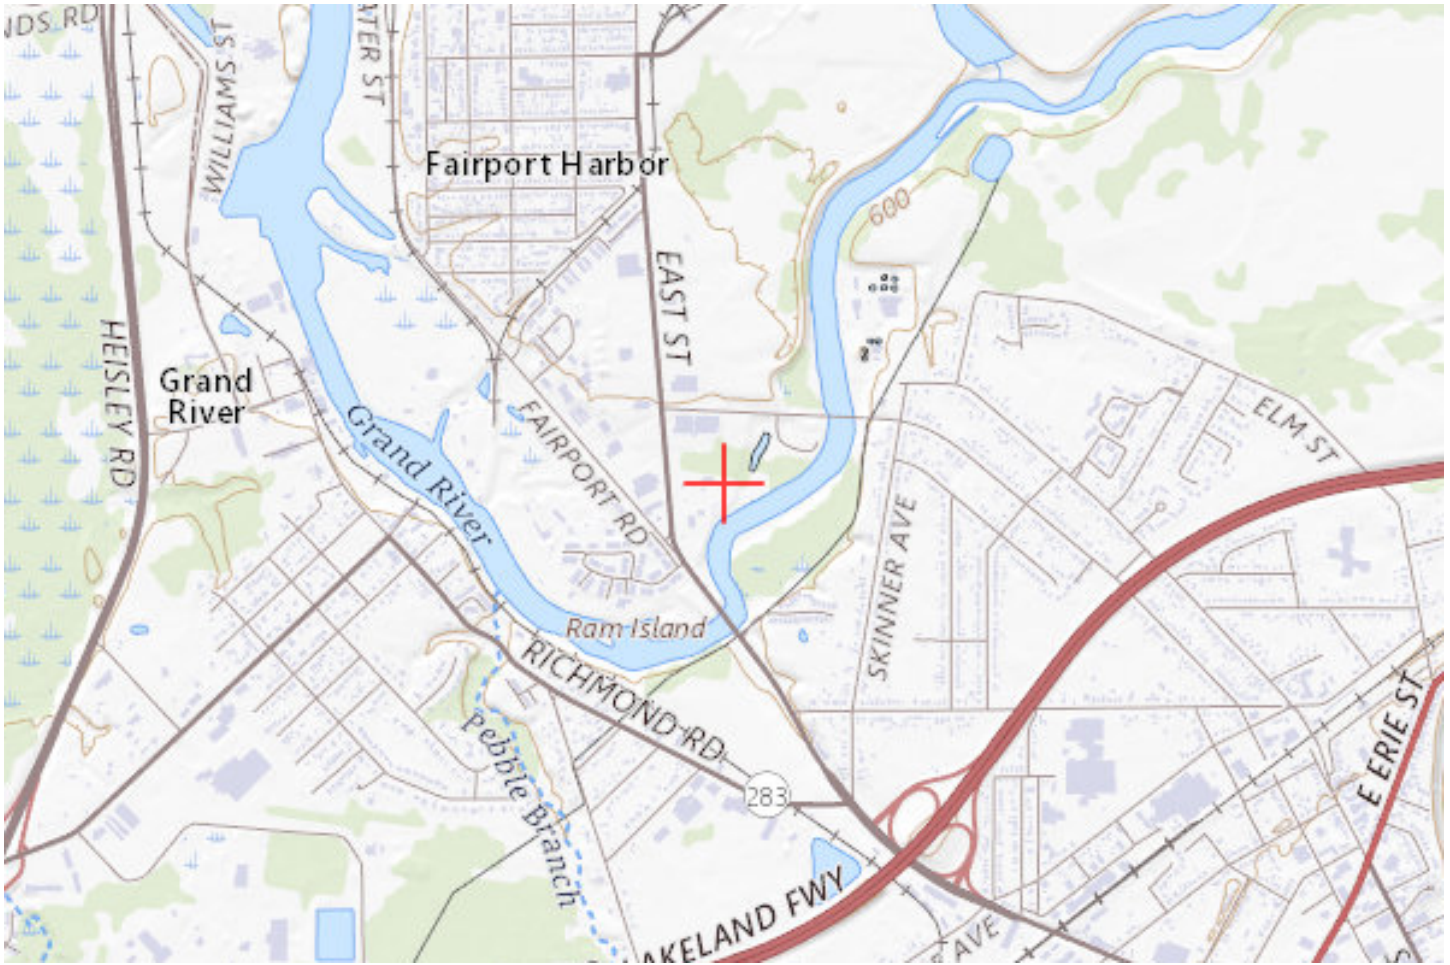 NDS RD
WILLIAMS ST
ATER ST
Fairport Harbor
600
EAST ST
HEISLEY RD
Grand
River
Grand River
FAIRPORT RD
ELM ST
SKINNER AVE
Ram Island
RICHMOND RD
Pebble Branch
283
E ERIE ST
AKELAND FWY
AVE